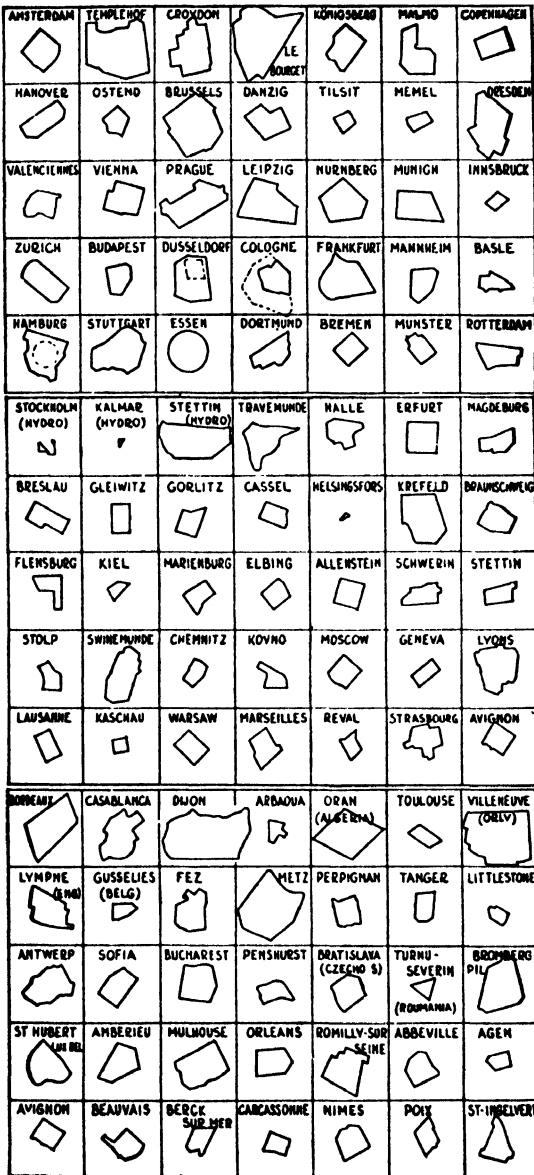 AMSTERDAM TEMPLEHOF CROYDON LE BOURGET KÖNIGSBERG MALMO COPENHAGEN
HANOVER OSTEND BRUSSELS DANZIG TILSIT MEMEL DRESDEN
VALENCIENNES VIENNA PRAGUE LEIPZIG NURNBERG MUNICH INNSBRUCK
ZURICH BUDAPEST DUSSELDORF COLOGNE FRANKFURT MANNHEIM BASLE
HAMBURG STUTTGART ESSEN DORTMUND BREMEN MUNSTER ROTTERDAM
STOCKHOLM KALMAR STETTIN TRAVEMUNDE HALLE ERFURT MAGDEBURG
(HYDRO) (HYDRO) (HYDRO)
BRESLAU GLEIWITZ GORLITZ CASSEL HELSINGSFORS KREFELD BRAUNSCHWEIG
FLENSBURG KIEL MARIENBURG ELBING ALLENSTEIN SCHWERIN STETTIN
STOLP SWINEMUNDE CHEMNITZ KOVNO MOSCOW GENEVA LYONS
LAUSANNE KASCHAU WARSAW MARSEILLES REVAL STRASBOURG AVIGNON
BORDEAUX CASABLANCA DIJON ARBAOUA ORAN TOULOUSE VILLENEUVE
(ALGERIA) (ORLY)
LYMPNE GUSSELIES FEZ METZ PERPIGNAN TANGER LITTLESTONE
(ENG) (BELG)
ANTWERP SOFIA BUCHAREST PENSHURST BRATISLAVA TURNU- BROMBERG
(CZECHO S) SEVERIN PIL
(ROUMANIA)
ST HUBERT AMBERIEU MULHOUSE ORLEANS ROMILLY-SUR ABBEVILLE AGEN
SEINE
AVIGNON BEAUVAIS BERCK CARCASSONNE NIMES POIX ST-INGELVERT
SUR MER